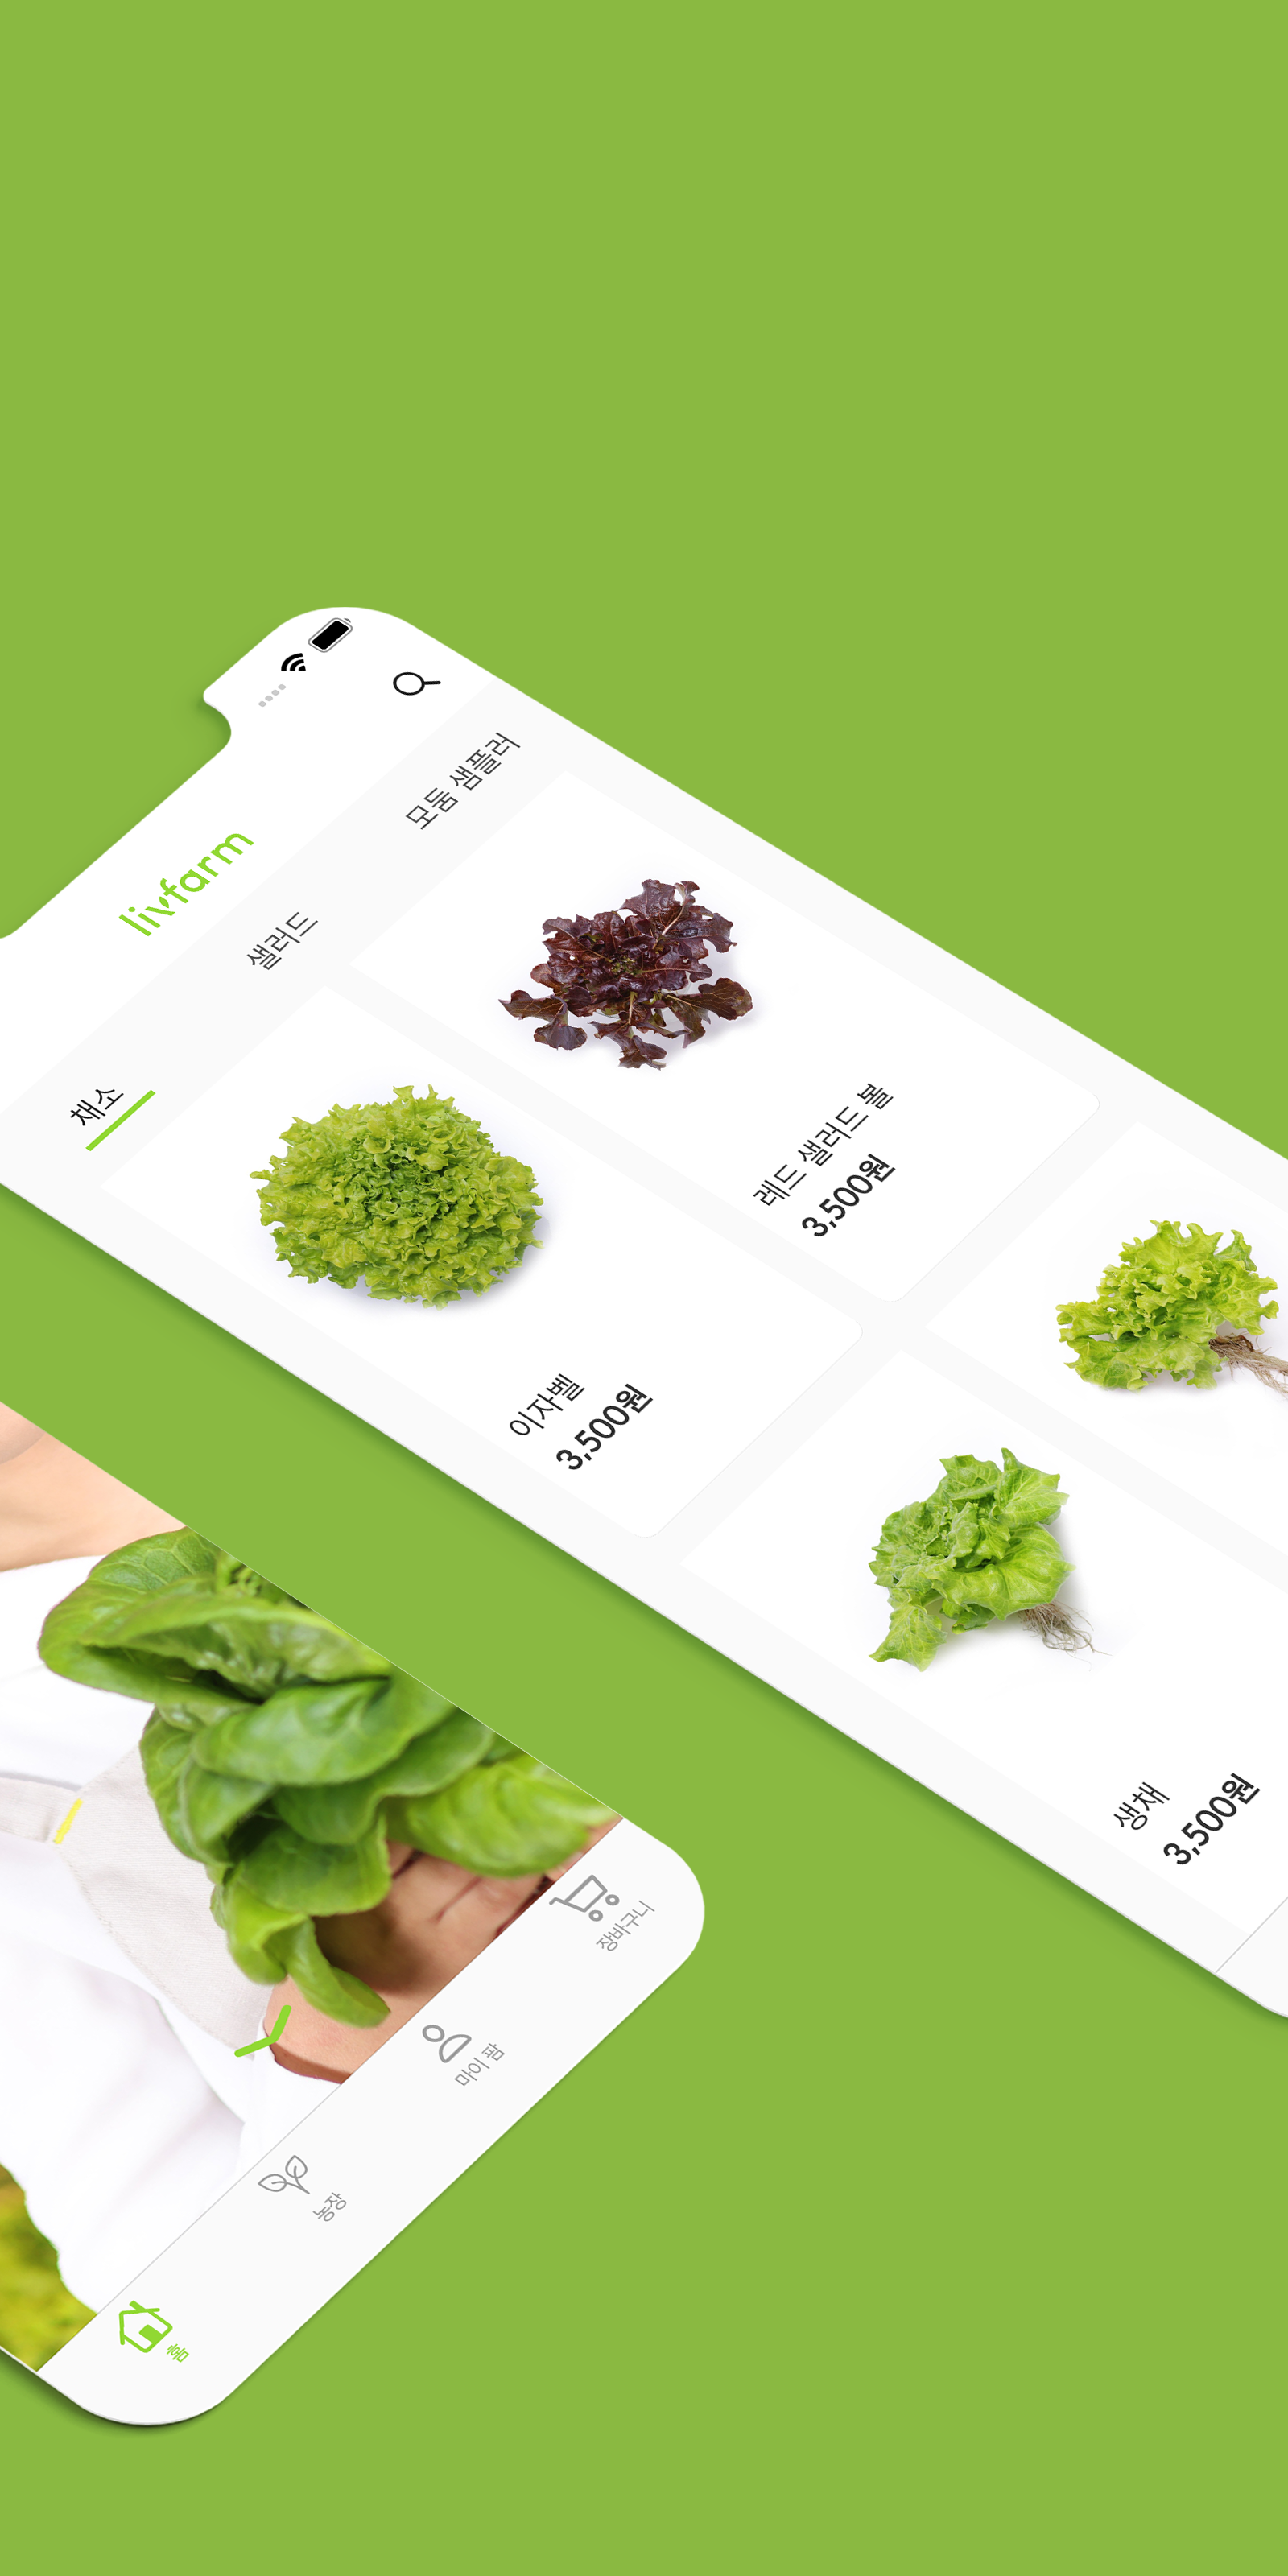 livfarm
채소
샐러드
모둠 샘플러
이자벨
3,500원
레드 샐러드 볼
3,500원
생채
3,500원
홈
농장
마이 팜
장바구니